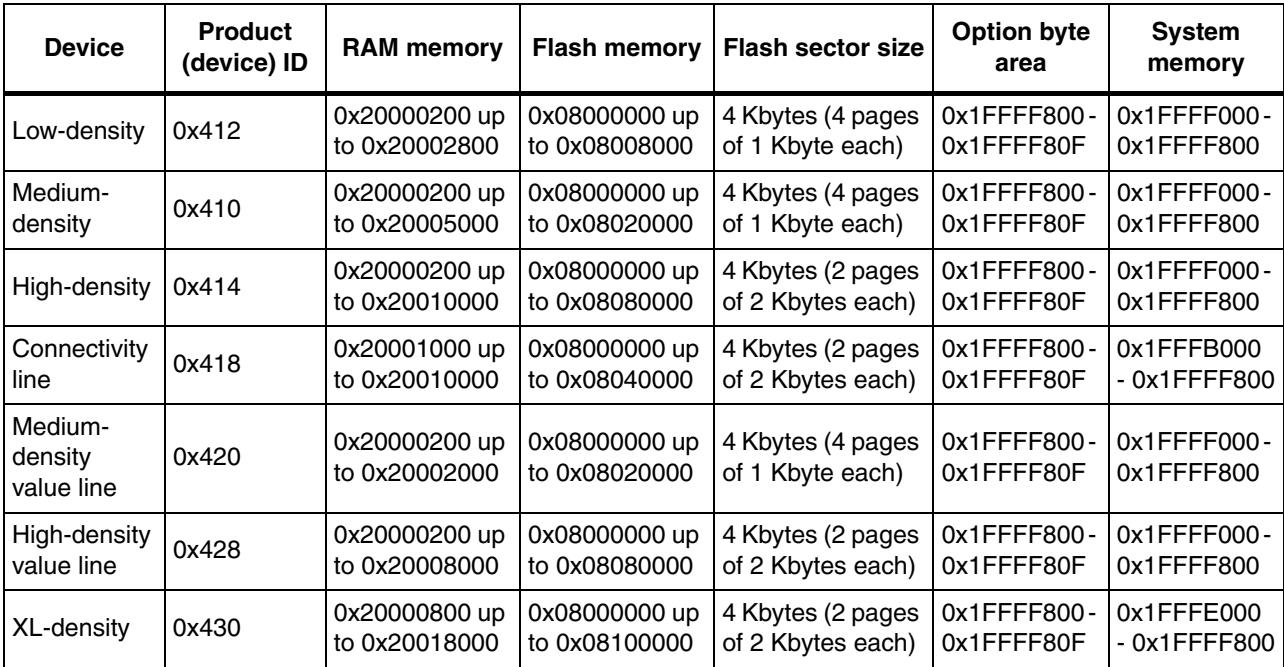 Device
Product
(device) ID
RAM memory
Flash memory
Flash sector size
Option byte
area
System
memory
Low-density
0x412
0x20000200 up
to 0x20002800
0x08000000 up
to 0x08008000
4 Kbytes (4 pages
of 1 Kbyte each)
0x1FFFF800 -
0x1FFFF80F
0x1FFFF000 -
0x1FFFF800
Medium-
density
0x410
0x20000200 up
to 0x20005000
0x08000000 up
to 0x08020000
4 Kbytes (4 pages
of 1 Kbyte each)
0x1FFFF800 -
0x1FFFF80F
0x1FFFF000 -
0x1FFFF800
High-density
0x414
0x20000200 up
to 0x20010000
0x08000000 up
to 0x08080000
4 Kbytes (2 pages
of 2 Kbytes each)
0x1FFFF800 -
0x1FFFF80F
0x1FFFF000 -
0x1FFFF800
Connectivity
line
0x418
0x20001000 up
to 0x20010000
0x08000000 up
to 0x08040000
4 Kbytes (2 pages
of 2 Kbytes each)
0x1FFFF800 -
0x1FFFF80F
0x1FFFB000
- 0x1FFFF800
Medium-
density
value line
0x420
0x20000200 up
to 0x20002000
0x08000000 up
to 0x08020000
4 Kbytes (4 pages
of 1 Kbyte each)
0x1FFFF800 -
0x1FFFF80F
0x1FFFF000 -
0x1FFFF800
High-density
value line
0x428
0x20000200 up
to 0x20008000
0x08000000 up
to 0x08080000
4 Kbytes (2 pages
of 2 Kbytes each)
0x1FFFF800 -
0x1FFFF80F
0x1FFFF000 -
0x1FFFF800
XL-density
0x430
0x20000800 up
to 0x20018000
0x08000000 up
to 0x08100000
4 Kbytes (2 pages
of 2 Kbytes each)
0x1FFFF800 -
0x1FFFF80F
0x1FFFE000
- 0x1FFFF800